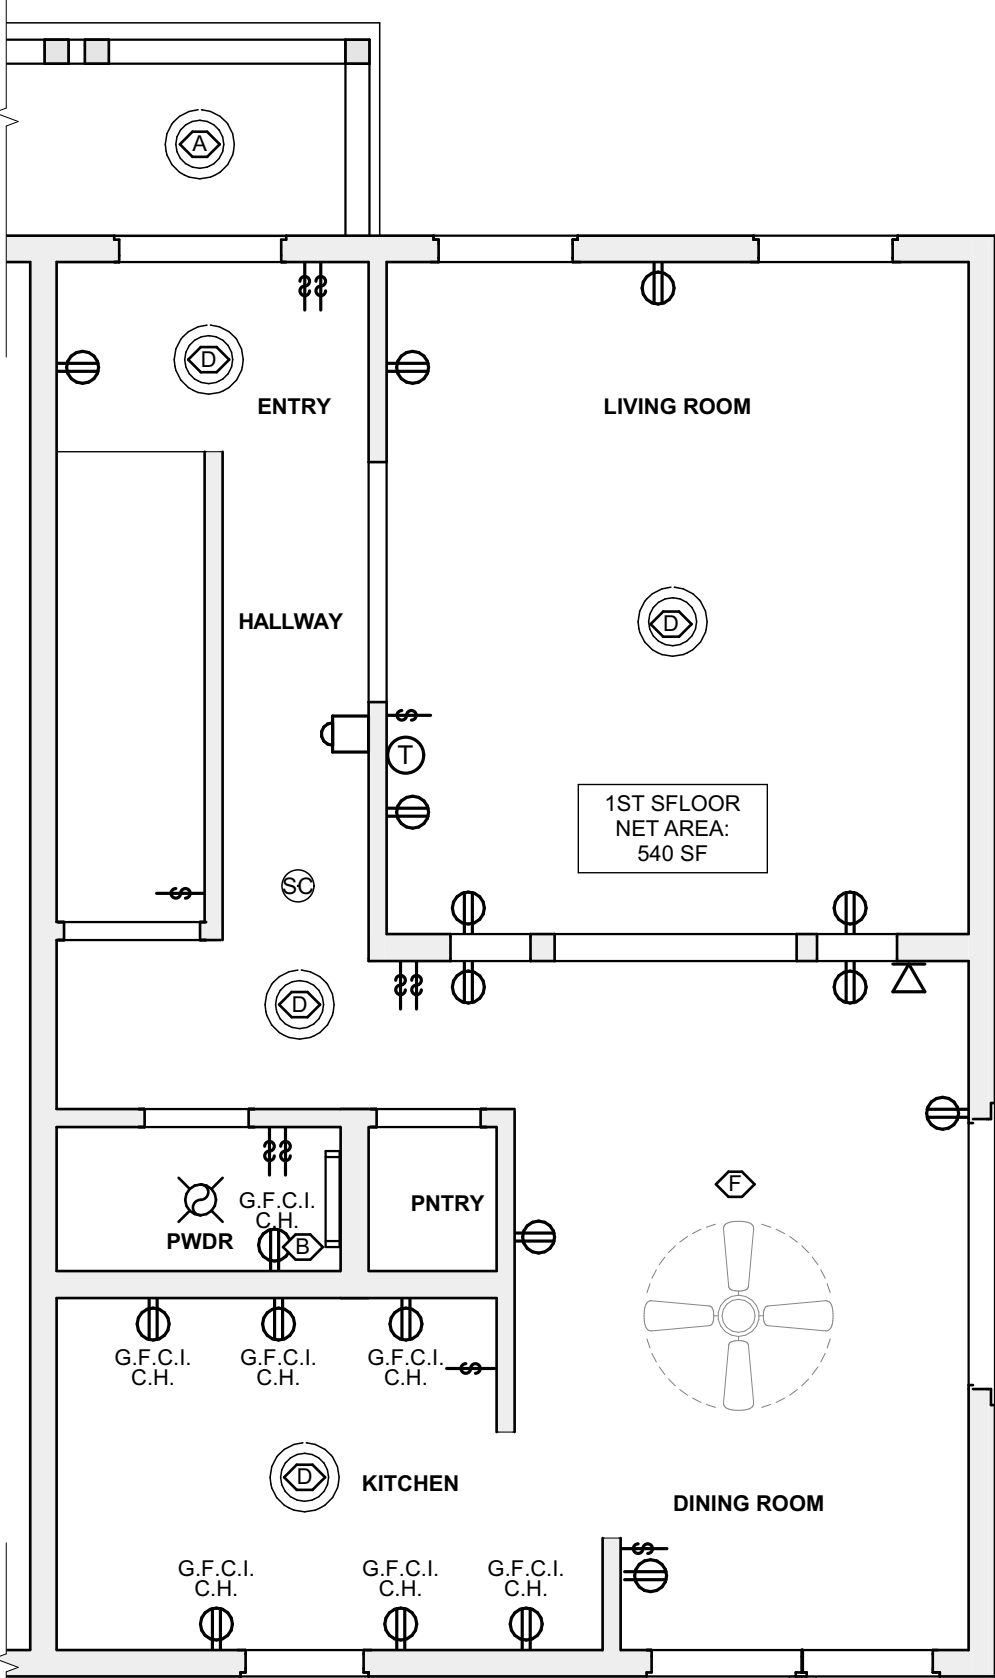 A
D
ENTRY
LIVING ROOM
HALLWAY
D
S
T
1ST SFLOOR
NET AREA:
540 SF
SC
S
D
S
S
G.F.C.I.
C.H.
PWDR
B
PNTRY
F
G.F.C.I.
C.H.
G.F.C.I.
C.H.
G.F.C.I.
C.H.
S
D
KITCHEN
DINING ROOM
G.F.C.I.
C.H.
G.F.C.I.
C.H.
G.F.C.I.
C.H.
S